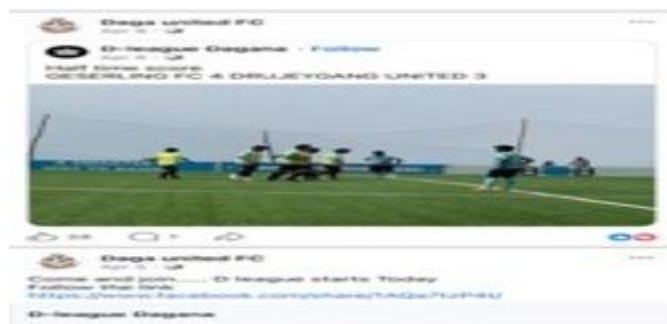 Daga united FC
D-league Dagana · Follow
Half time score
GESERLING FC 4 DRUJEYGANG UNITED 3
Daga united FC
Come and join...... D league starts Today
Follow the link
D-league Dagana